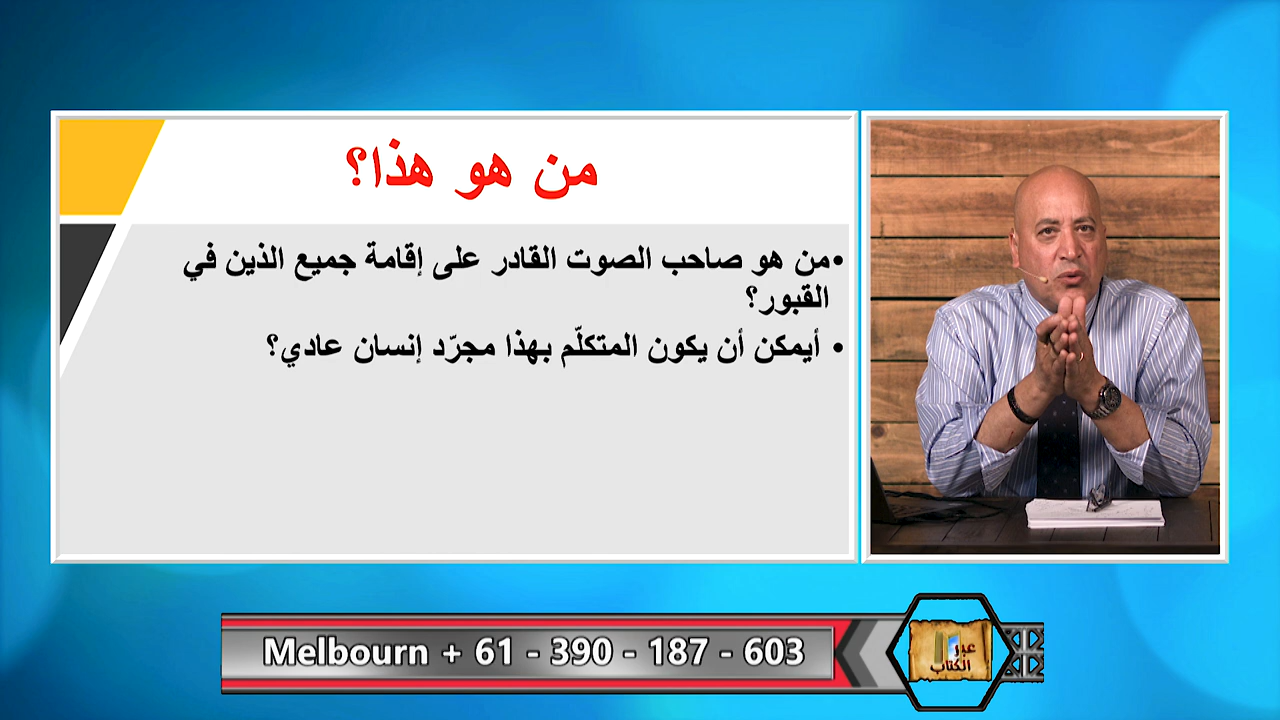 من هو هذا؟
•من هو صاحب الصوت القادر على إقامة جميع الذين في
القبور؟
• أيمكن أن يكون المتكلّم بهذا مجرّد إنسان عادي؟
Melbourn + 61 - 390 - 187 - 603
عبر
الكتاب